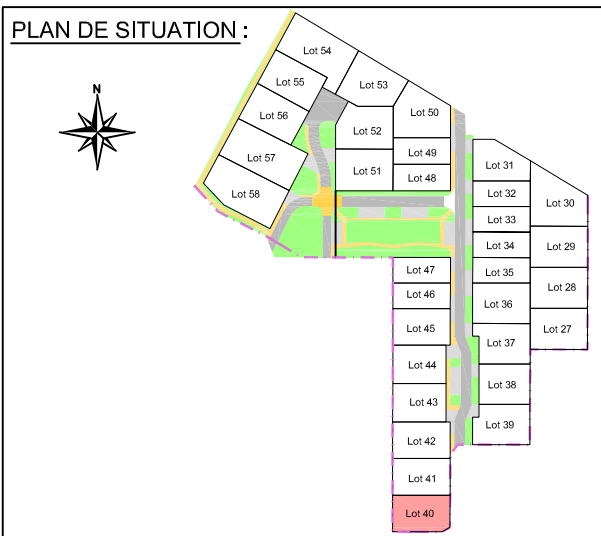 PLAN DE SITUATION :
N
Lot 54
Lot 53
Lot 55
Lot 50
Lot 56
Lot 52
Lot 49
Lot 31
Lot 57
Lot 51
Lot 48
Lot 58
Lot 32
Lot 30
Lot 33
Lot 34
Lot 29
Lot 47
Lot 35
Lot 46
Lot 28
Lot 36
Lot 45
Lot 27
Lot 37
Lot 44
Lot 38
Lot 43
Lot 39
Lot 42
Lot 41
Lot 40